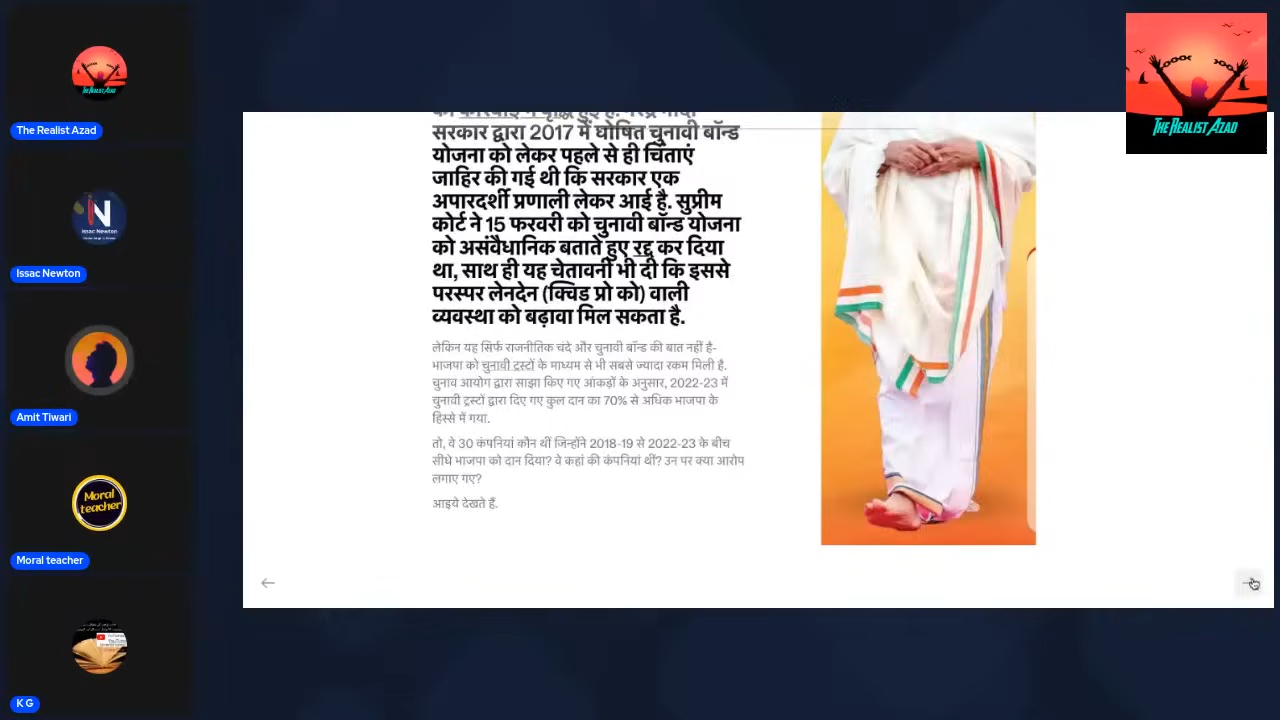 The Realist Azad
Issac Newton
Amit Tiwari
Moral teacher
K G
सरकार द्वारा 2017 में घोषित चुनावी बॉन्ड
योजना को लेकर पहले से ही चिंताएं
जाहिर की गई थी कि सरकार एक
अपारदर्शी प्रणाली लेकर आई है. सुप्रीम
कोर्ट ने 15 फरवरी को चुनावी बॉन्ड योजना
को असंवैधानिक बताते हुए रद्द कर दिया
था, साथ ही यह चेतावनी भी दी कि इससे
परस्पर लेनदेन (क्विड प्रो को) वाली
व्यवस्था को बढ़ावा मिल सकता है.
लेकिन यह सिर्फ राजनीतिक चंदे और चुनावी बॉन्ड की बात नहीं है-
भाजपा को चुनावी ट्रस्टों के माध्यम से भी सबसे ज्यादा रकम मिली है.
चुनाव आयोग द्वारा साझा किए गए आंकड़ों के अनुसार, 2022-23 में
चुनावी ट्रस्टों द्वारा दिए गए कुल दान का 70% से अधिक भाजपा के
हिस्से में गया.
तो, वे 30 कंपनियां कौन थीं जिन्होंने 2018-19 से 2022-23 के बीच
सीधे भाजपा को दान दिया? वे कहां की कंपनियां थीं? उन पर क्या आरोप
लगाए गए?
आइये देखते हैं.
THE REALIST AZAD
Issac Newton
Moral
teacher